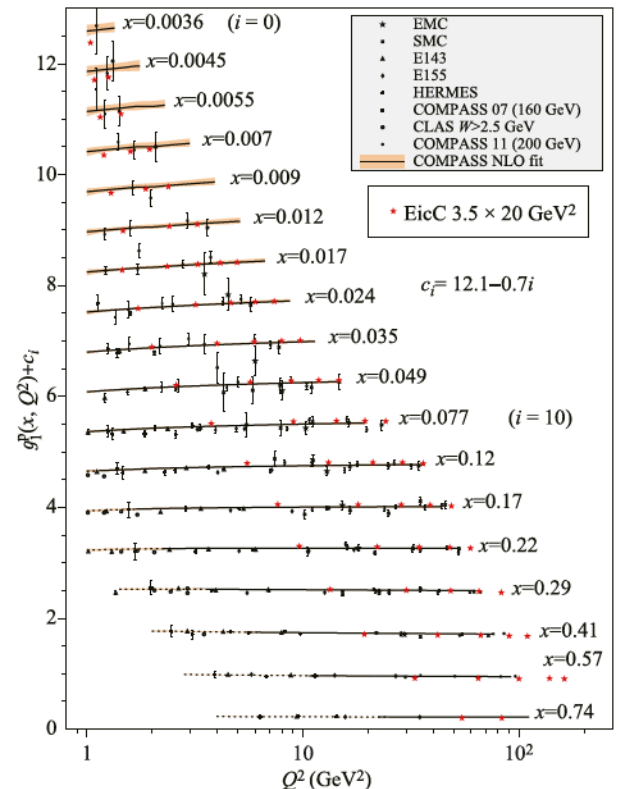 x=0.0036 (i = 0)
x=0.0045
x=0.0055
x=0.007
x=0.009
x=0.012
x=0.017
x=0.024
x=0.035
x=0.049
x=0.077 (i = 10)
x=0.12
x=0.17
x=0.22
x=0.29
x=0.41
x=0.57
x=0.74
EMC
SMC
E143
E155
HERMES
COMPASS 07 (160 GeV)
CLAS W>2.5 GeV
COMPASS 11 (200 GeV)
COMPASS NLO fit
EicC 3.5 × 20 GeV²
cᵢ= 12.1–0.7i
g₁ᵖ(x, Q²)+cᵢ
12
10
8
6
4
2
0
1
10
100
Q² (GeV²)